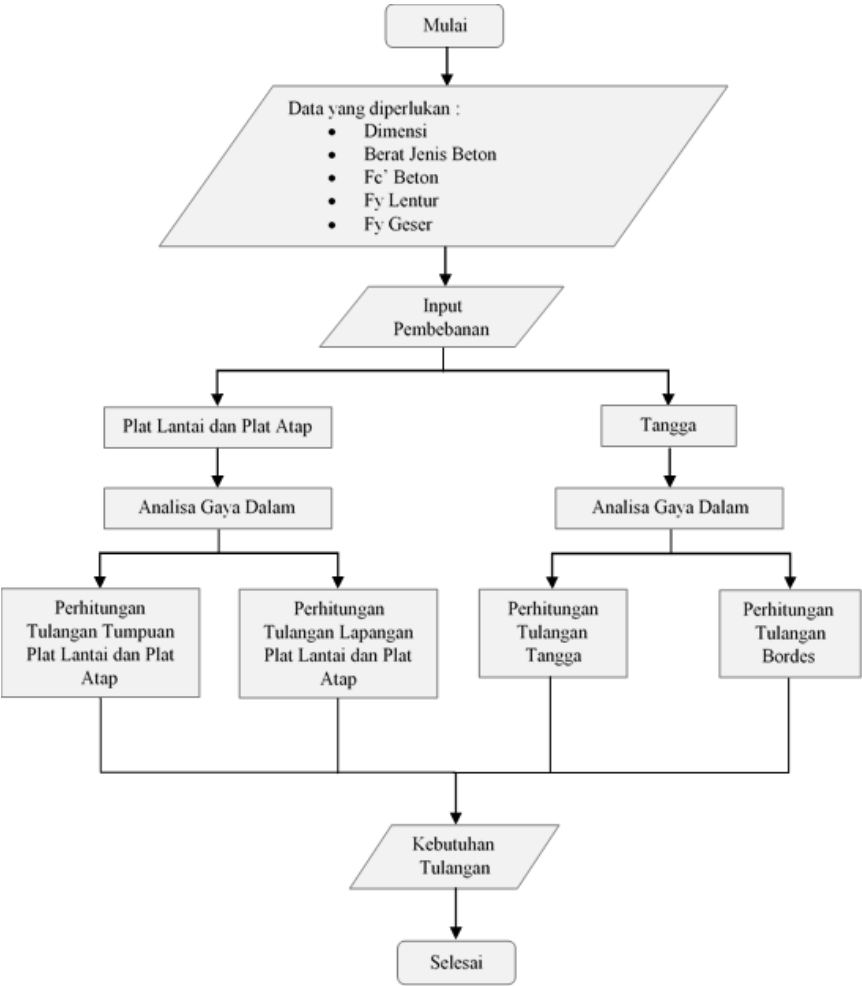 Mulai
Data yang diperlukan :
• Dimensi
• Berat Jenis Beton
• Fc’ Beton
• Fy Lentur
• Fy Geser
Input
Pembebanan
Plat Lantai dan Plat Atap
Tangga
Analisa Gaya Dalam
Analisa Gaya Dalam
Perhitungan
Tulangan Tumpuan
Plat Lantai dan Plat
Atap
Perhitungan
Tulangan Lapangan
Plat Lantai dan Plat
Atap
Perhitungan
Tulangan
Tangga
Perhitungan
Tulangan
Bordes
Kebutuhan
Tulangan
Selesai